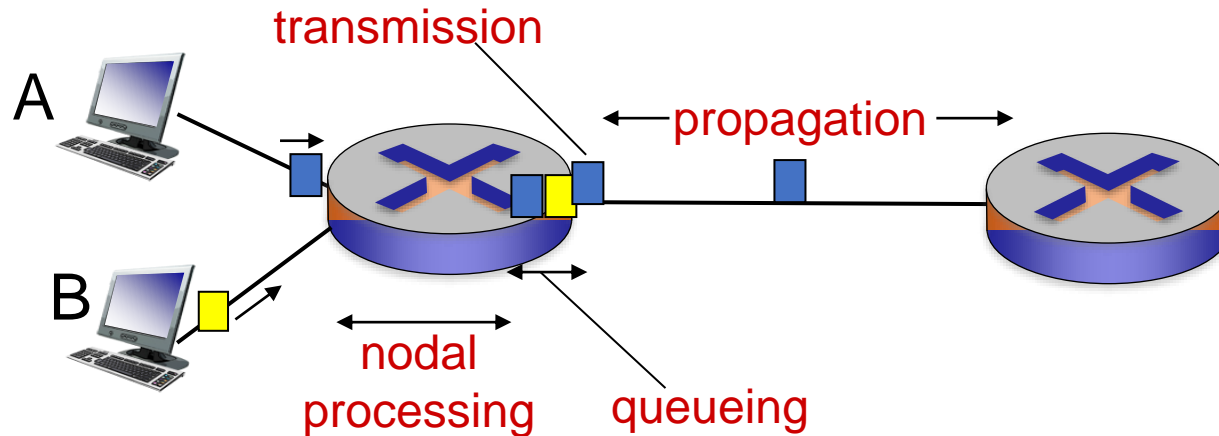 transmission
A
propagation
B
nodal
processing
queueing